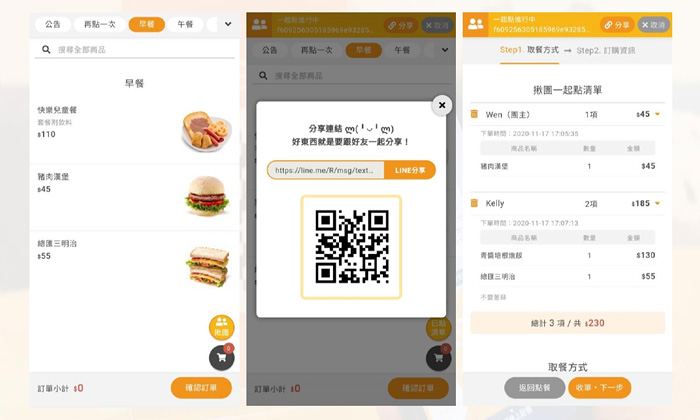 公告 再點一次 早餐 午餐
搜尋全部商品
早餐
快樂兒童餐
套餐附飲料
$110
豬肉漢堡
$45
總匯三明治
$55
揪團
0
訂單小計 $0
確認訂單
一起點進行中
f609256305165969e93285...
分享
取消
公告 再點一次 早餐 午餐
搜尋全部商品
分享連結 ლ(╹◡╹ლ)
好東西就是要跟好友一起分享！
https://line.me/R/msg/text...
LINE分享
已點
清單
0
訂單小計 $0
確認訂單
一起點進行中
f609256305165969e93285...
分享
取消
Step1. 取餐方式 → Step2. 訂購資訊
揪團一起點清單
Wen（團主） 1項 $45
下單時間：2020-11-17 17:05:35
商品名稱 數量 金額
豬肉漢堡 1 $45
Kelly 2項 $185
下單時間：2020-11-17 17:07:13
商品名稱 數量 金額
青醬培根燉飯 1 $130
總匯三明治 1 $55
總計 3 項 / 共 $230
取餐方式
返回點餐
收單，下一步